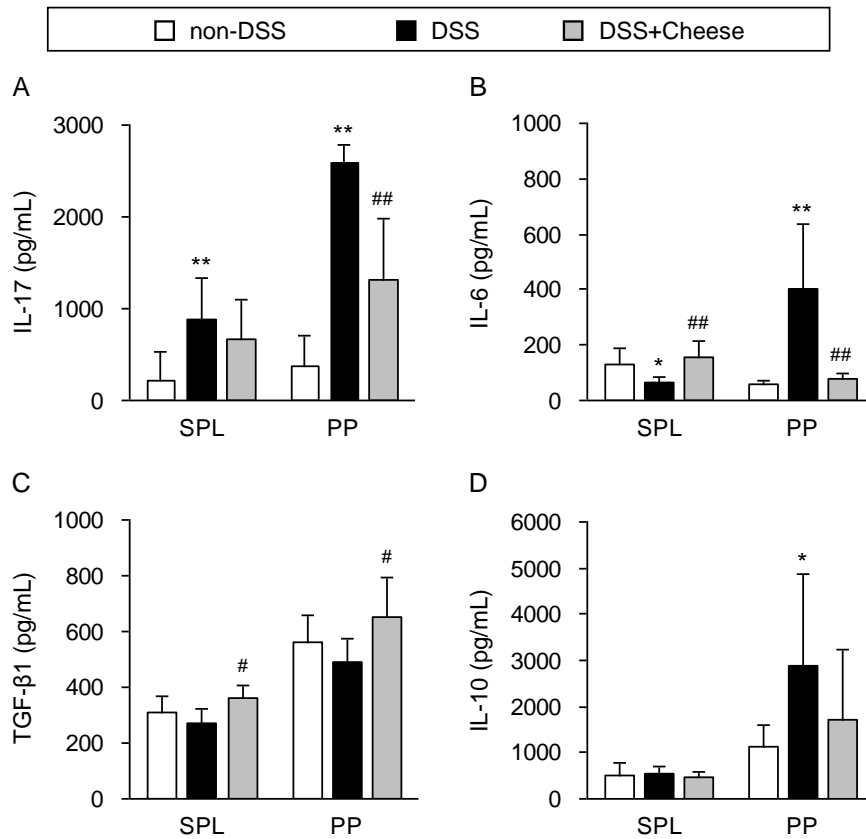 non-DSS DSS DSS+Cheese
A
IL-17 (pg/mL)
3000
2000
1000
0
**
**
##
SPL PP
B
IL-6 (pg/mL)
1000
800
600
400
200
0
*
##
**
##
SPL PP
C
TGF-β1 (pg/mL)
1000
800
600
400
200
0
#
#
SPL PP
D
IL-10 (pg/mL)
6000
5000
4000
3000
2000
1000
0
*
SPL PP